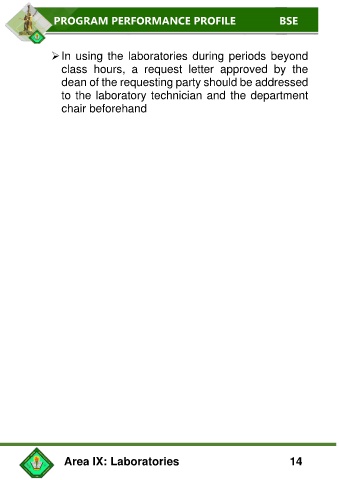 PROGRAM PERFORMANCE PROFILE BSE
➢In using the laboratories during periods beyond
class hours, a request letter approved by the
dean of the requesting party should be addressed
to the laboratory technician and the department
chair beforehand
Area IX: Laboratories 14